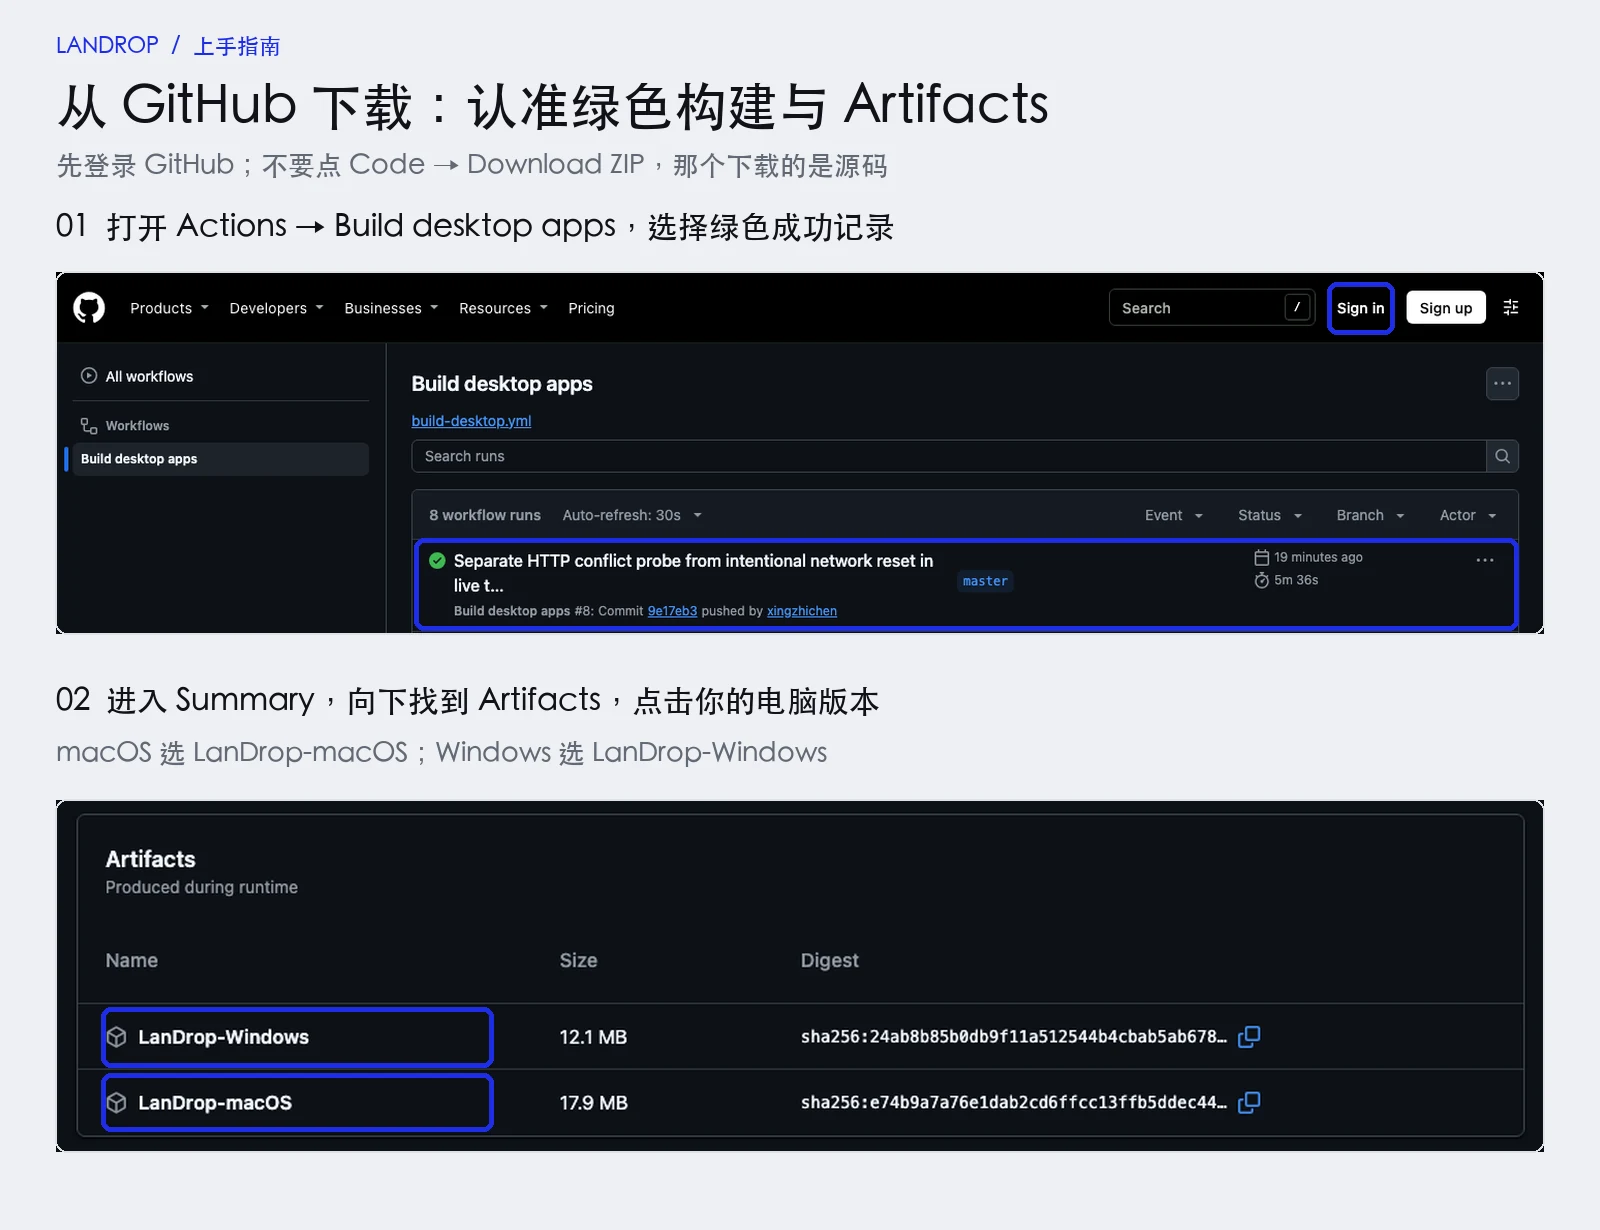 LANDROP / 上手指南
从 GitHub 下载：认准绿色构建与 Artifacts
先登录 GitHub；不要点 Code → Download ZIP，那个下载的是源码
01 打开 Actions → Build desktop apps，选择绿色成功记录
Products Developers Businesses Resources Pricing Search / Sign in Sign up
All workflows
Workflows
Build desktop apps
Build desktop apps
build-desktop.yml
Search runs
8 workflow runs Auto-refresh: 30s Event Status Branch Actor
Separate HTTP conflict probe from intentional network reset in
live t...
master
19 minutes ago
5m 36s
Build desktop apps #8: Commit 9e17eb3 pushed by xingzhichen
02 进入 Summary，向下找到 Artifacts，点击你的电脑版本
macOS 选 LanDrop-macOS；Windows 选 LanDrop-Windows
Artifacts
Produced during runtime
Name Size Digest
LanDrop-Windows 12.1 MB sha256:24ab8b85b0db9f11a512544b4cbab5ab678…
LanDrop-macOS 17.9 MB sha256:e74b9a7a76e1dab2cd6ffcc13ffb5ddec44…